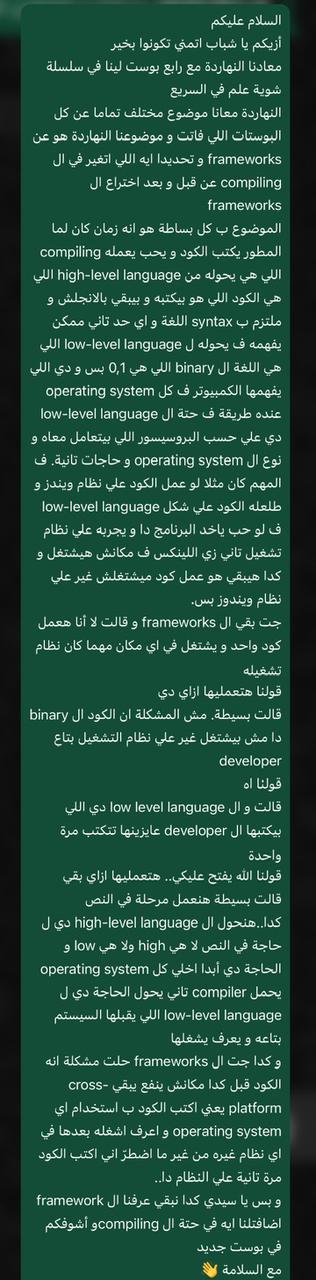 السلام عليكم
أزيكم يا شباب اتمني تكونوا بخير
معادنا النهاردة مع رابع بوست لينا في سلسلة
شوية علم في السريع
النهاردة معانا موضوع مختلف تماما عن كل
البوستات اللي فاتت و موضوعنا النهاردة هو عن
frameworks و تحديدا ايه اللي اتغير في ال
compiling عن قبل و بعد اختراع ال
frameworks
الموضوع ب كل بساطة هو انه زمان كان لما
المطور يكتب الكود و يحب يعمله compiling
اللي هي يحوله من high-level language اللي
هي الكود اللي هو بيكتبه و بيبقي بالانجلش و
ملتزم ب syntax اللغة و اي حد تاني ممكن
يفهمه ف يحوله ل low-level language اللي
هي اللغة ال binary اللي هي 0,1 بس و دي اللي
يفهمها الكمبيوتر ف كل operating system
عنده طريقة ف حتة ال low-level language
دي علي حسب البروسيسور اللي بيتعامل معاه و
نوع ال operating system و حاجات تانية. ف
المهم كان مثلا لو عمل الكود علي نظام ويندز و
طلعله الكود علي شكل low-level language
ف لو حب ياخد البرنامج دا و يجربه علي نظام
تشغيل تاني زي اللينكس ف مكانش هيشتغل و
كدا هيبقي هو عمل كود ميشتغلش غير علي
نظام ويندوز بس.
جت بقي ال frameworks و قالت لا أنا هعمل
كود واحد و يشتغل في اي مكان مهما كان نظام
تشغيله
قولنا هتعمليها ازاي دي
قالت بسيطة. مش المشكلة ان الكود ال binary
دا مش بيشتغل غير علي نظام التشغيل بتاع
developer
قولنا اه
قالت و ال low level language دي اللي
بيكتبها ال developer عايزينها تتكتب مرة
واحدة
قولنا الله يفتح عليكي.. هتعمليها ازاي بقي
قالت بسيطة هنعمل مرحلة في النص
كدا..هنحول ال high-level language دي ل
حاجة في النص لا هي high ولا هي low و
الحاجة دي أبدا اخلي كل operating system
يحمل compiler تاني يحول الحاجة دي ل
low-level language اللي يقبلها السيستم
بتاعه و يعرف يشغلها
و كدا جت ال frameworks حلت مشكلة انه
الكود قبل كدا مكانش ينفع يبقي cross-
platform يعني اكتب الكود ب استخدام اي
operating system و اعرف اشغله بعدها في
اي نظام غيره من غير ما اضطرّ اني اكتب الكود
مرة تانية علي النظام دا..
و بس يا سيدي كدا نبقي عرفنا ال framework
اضافتلنا ايه في حتة ال compilingو أشوفكم
في بوست جديد
مع السلامة 👋